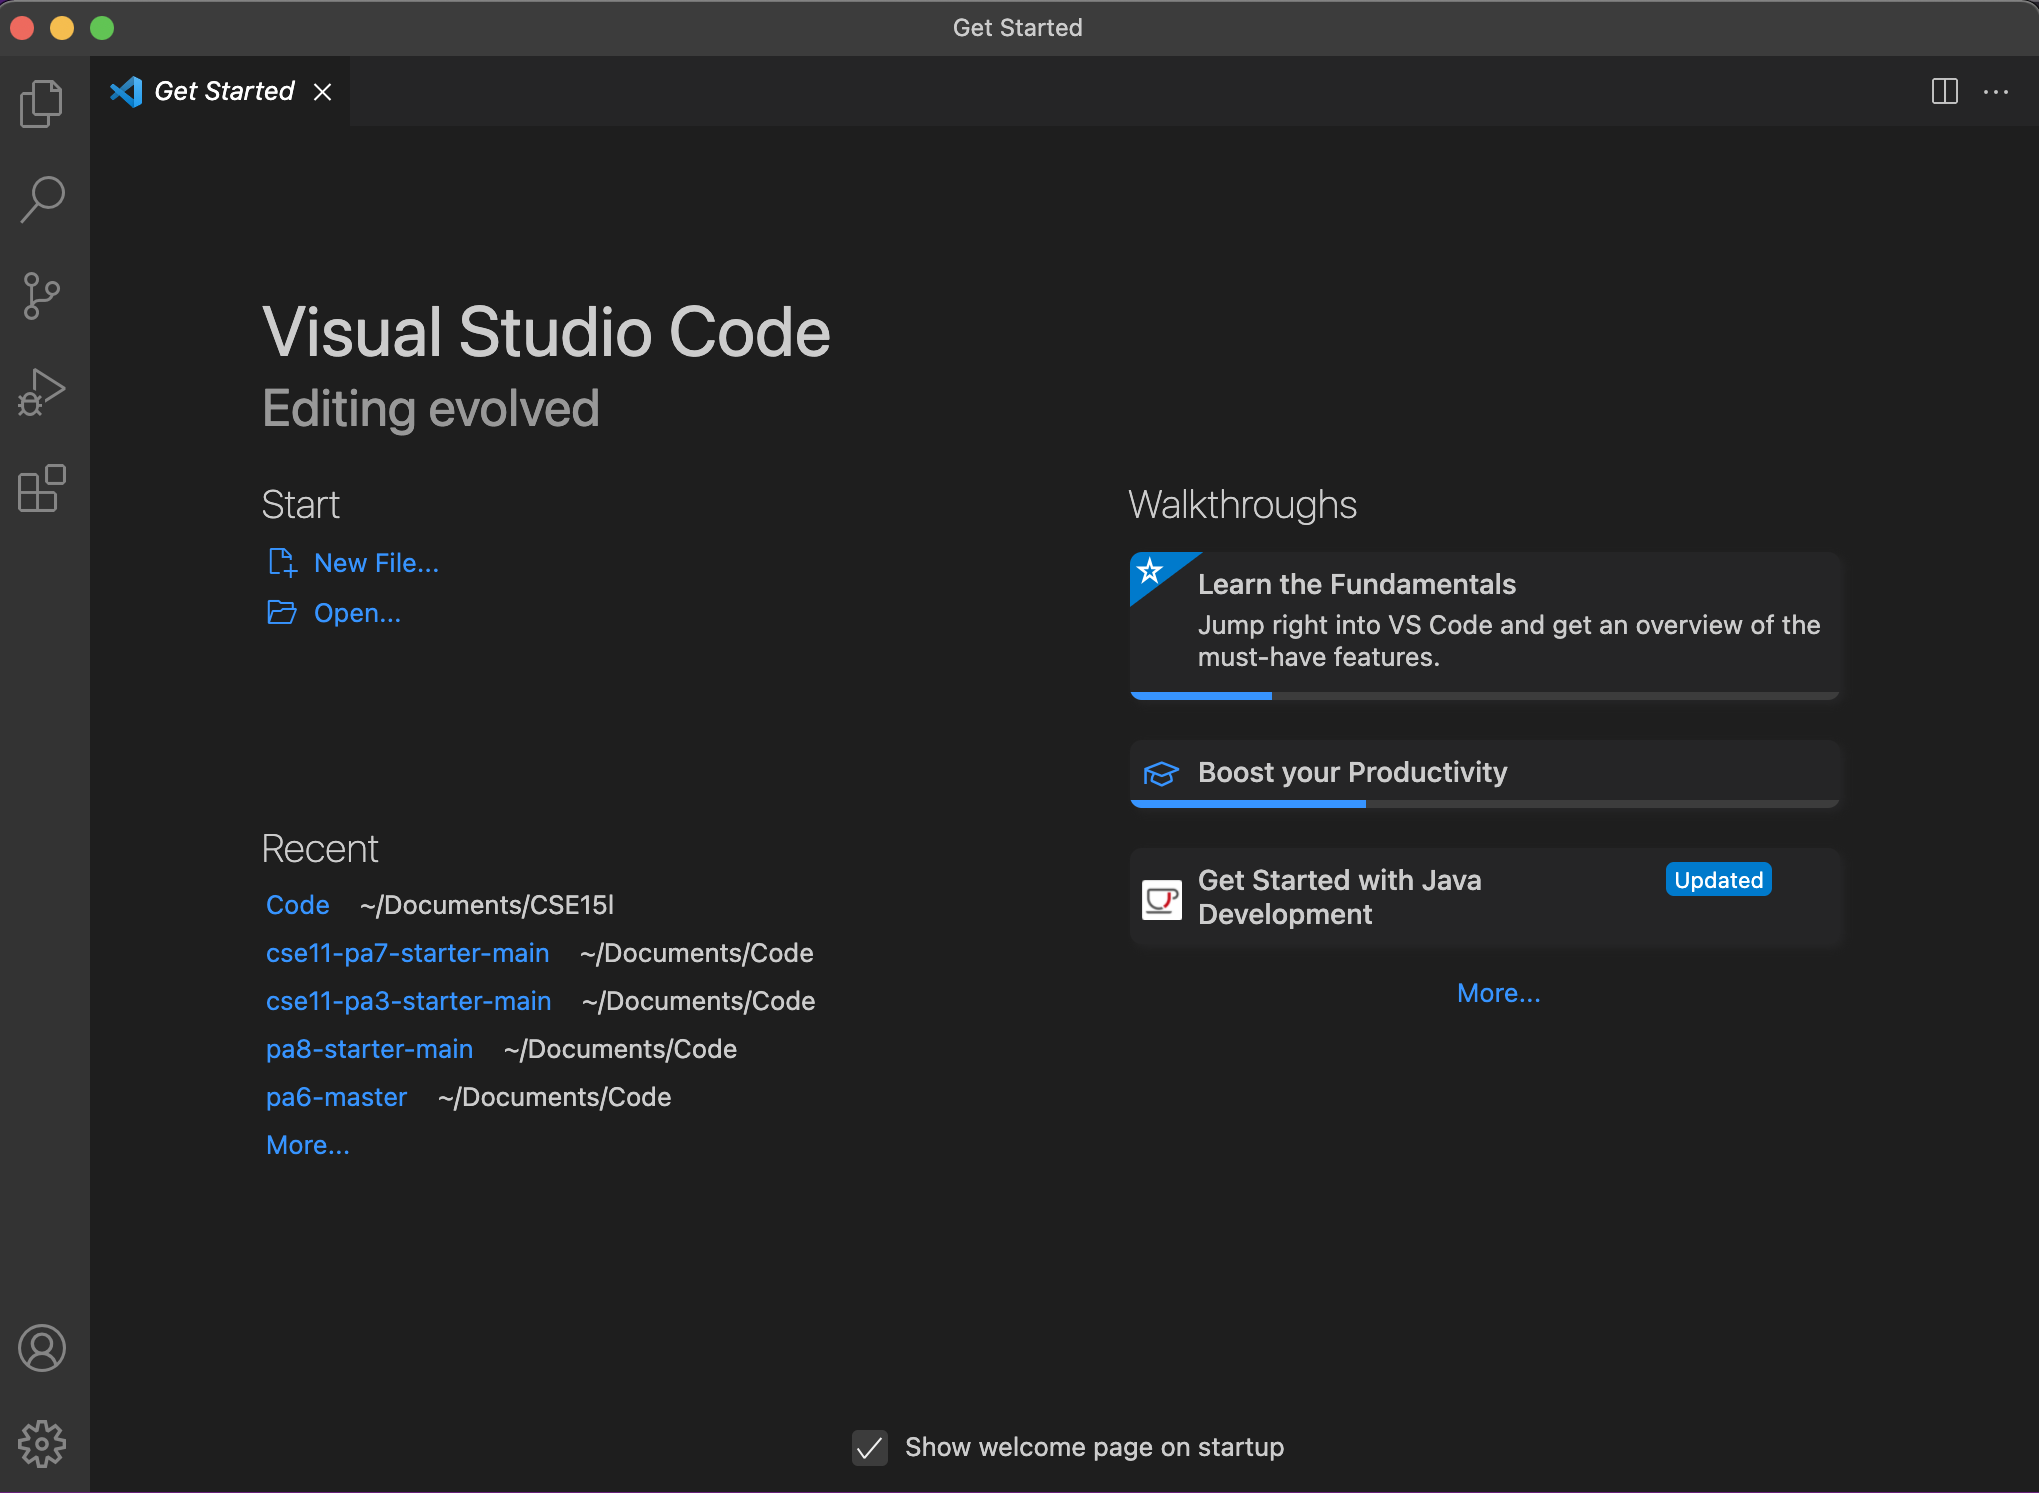 Get Started
Get Started
Visual Studio Code
Editing evolved
Start
New File...
Open...
Recent
Code ~/Documents/CSE15l
cse11-pa7-starter-main ~/Documents/Code
cse11-pa3-starter-main ~/Documents/Code
pa8-starter-main ~/Documents/Code
pa6-master ~/Documents/Code
More...
Walkthroughs
Learn the Fundamentals
Jump right into VS Code and get an overview of the
must-have features.
Boost your Productivity
Get Started with Java
Development
Updated
More...
Show welcome page on startup